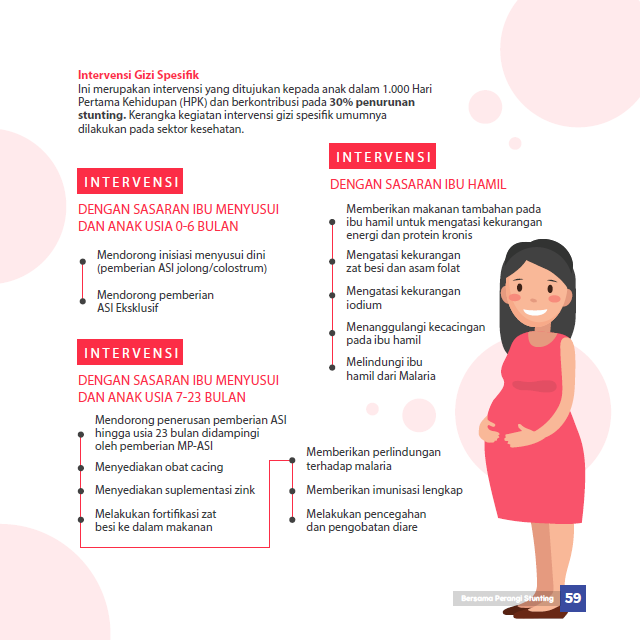 Intervensi Gizi Spesifik
Ini merupakan intervensi yang ditujukan kepada anak dalam 1.000 Hari
Pertama Kehidupan (HPK) dan berkontribusi pada 30% penurunan
stunting. Kerangka kegiatan intervensi gizi spesifik umumnya
dilakukan pada sektor kesehatan.
INTERVENSI
DENGAN SASARAN IBU MENYUSUI
DAN ANAK USIA 0-6 BULAN
Mendorong inisiasi menyusui dini
(pemberian ASI jolong/colostrum)
Mendorong pemberian
ASI Eksklusif
INTERVENSI
DENGAN SASARAN IBU HAMIL
Memberikan makanan tambahan pada
ibu hamil untuk mengatasi kekurangan
energi dan protein kronis
Mengatasi kekurangan
zat besi dan asam folat
Mengatasi kekurangan
iodium
Menanggulangi kecacingan
pada ibu hamil
Melindungi ibu
hamil dari Malaria
INTERVENSI
DENGAN SASARAN IBU MENYUSUI
DAN ANAK USIA 7-23 BULAN
Mendorong penerusan pemberian ASI
hingga usia 23 bulan didampingi
oleh pemberian MP-ASI
Menyediakan obat cacing
Menyediakan suplementasi zink
Melakukan fortifikasi zat
besi ke dalam makanan
Memberikan perlindungan
terhadap malaria
Memberikan imunisasi lengkap
Melakukan pencegahan
dan pengobatan diare
Bersama Perangi Stunting 59